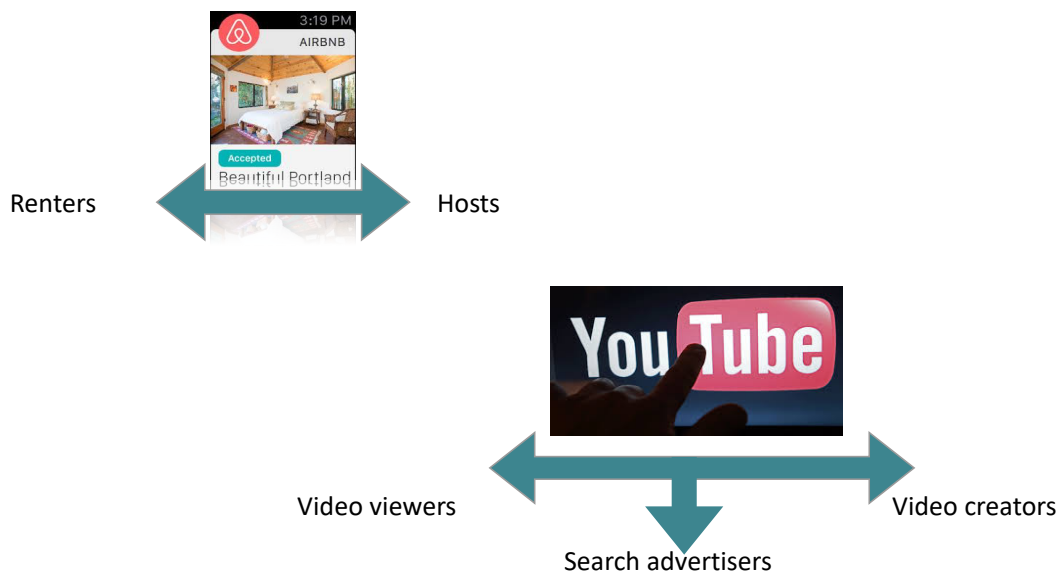 3:19 PM
AIRBNB
Accepted
Beautiful Portland
Renters
Hosts
YouTube
Video viewers
Video creators
Search advertisers